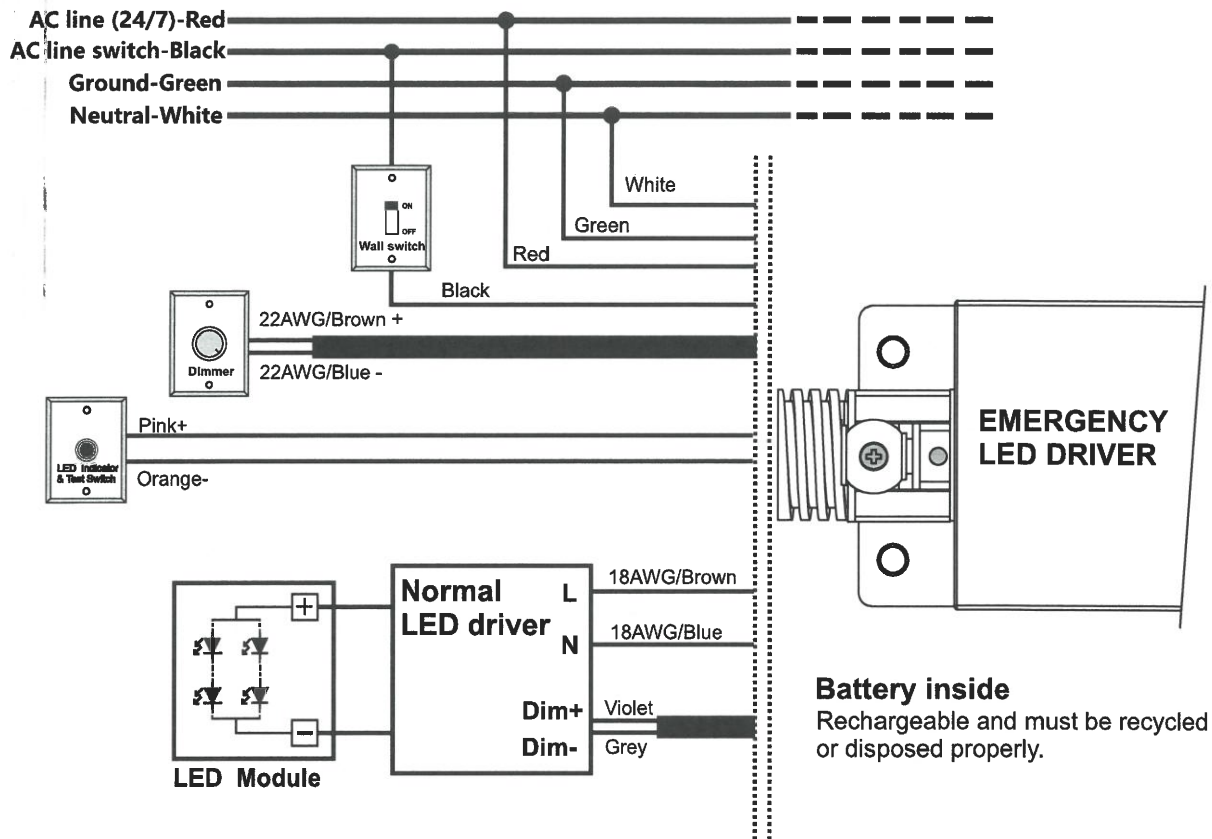 AC line (24/7)-Red
AC line switch-Black
Ground-Green
Neutral-White
White
Green
Red
Black
ON
OFF
Wall switch
22AWG/Brown +
Dimmer
22AWG/Blue -
Pink+
LED Indicator
& Test Switch
Orange-
EMERGENCY
LED DRIVER
Normal
LED driver
L
N
Dim+
Dim-
18AWG/Brown
18AWG/Blue
Violet
Grey
+
−
LED Module
Battery inside
Rechargeable and must be recycled
or disposed properly.